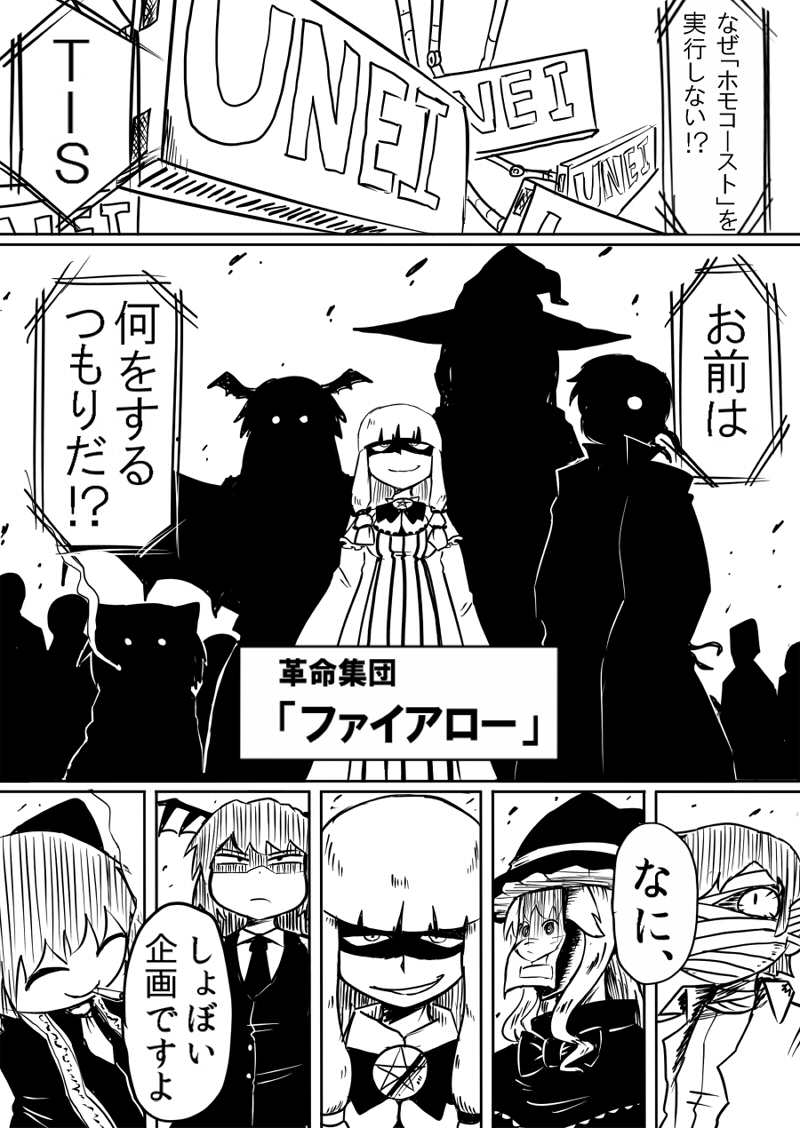 なぜ「ホモコースト」を
実行しない!?
UNEI
UNEI
UNEI
UNEI
TIS
お前は
何をする
つもりだ!?
革命集団
「ファイアロー」
なに、
しょぼい
企画ですよ